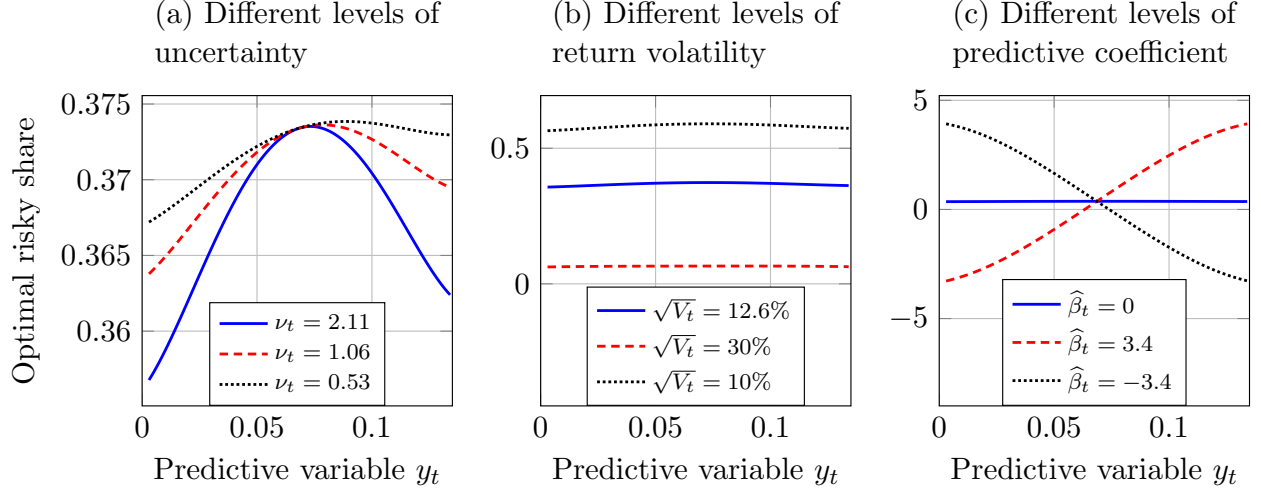 (a) Different levels of
uncertainty
(b) Different levels of
return volatility
(c) Different levels of
predictive coefficient
Optimal risky share
0.375
0.37
0.365
0.36
ν_t = 2.11
ν_t = 1.06
ν_t = 0.53
0
0.05
0.1
Predictive variable y_t
0.5
0
√V_t = 12.6%
√V_t = 30%
√V_t = 10%
0
0.05
0.1
Predictive variable y_t
5
0
−5
β̂_t = 0
β̂_t = 3.4
β̂_t = −3.4
0
0.05
0.1
Predictive variable y_t